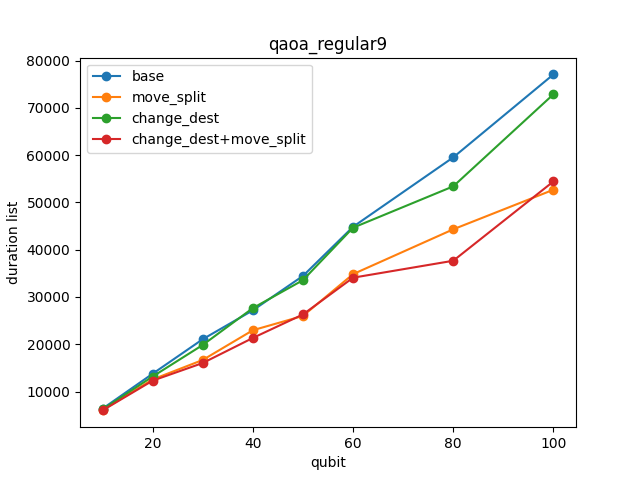 qaoa_regular9
80000
70000
60000
50000
40000
30000
20000
10000
duration list
base
move_split
change_dest
change_dest+move_split
20
40
60
80
100
qubit